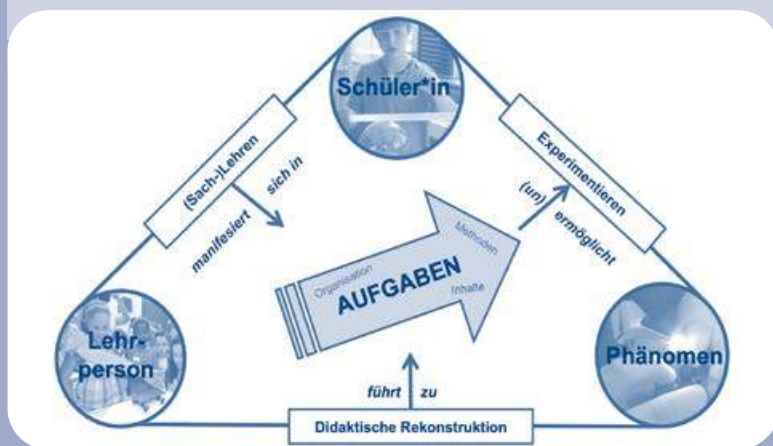 Schüler*in
(Sach-)Lehren
Experimentieren
manifesiert sich in
(un) ermöglicht
Organisation
Methoden
AUFGABEN
Inhalte
Lehr-
person
Phänomen
führt zu
Didaktische Rekonstruktion